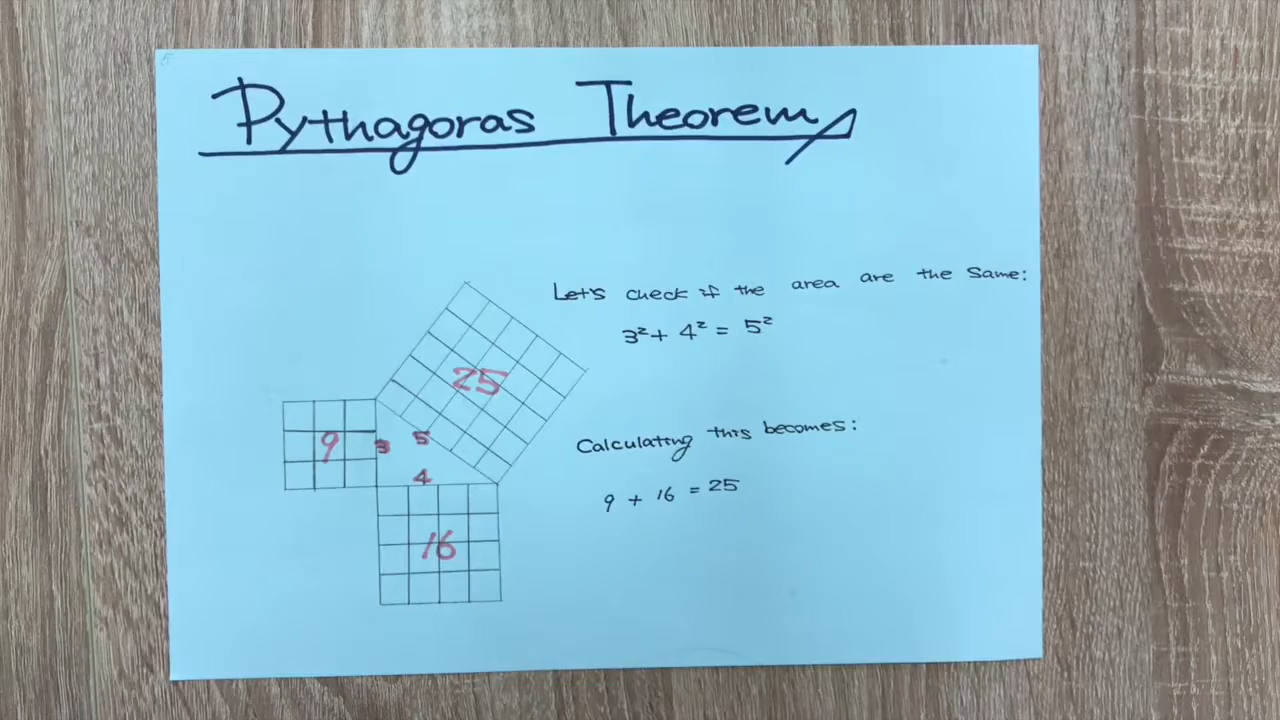 Pythagoras Theorem
Let's check if the area are the Same:
3² + 4² = 5²
25
9
3
5
4
Calculating this becomes:
9 + 16 = 25
16